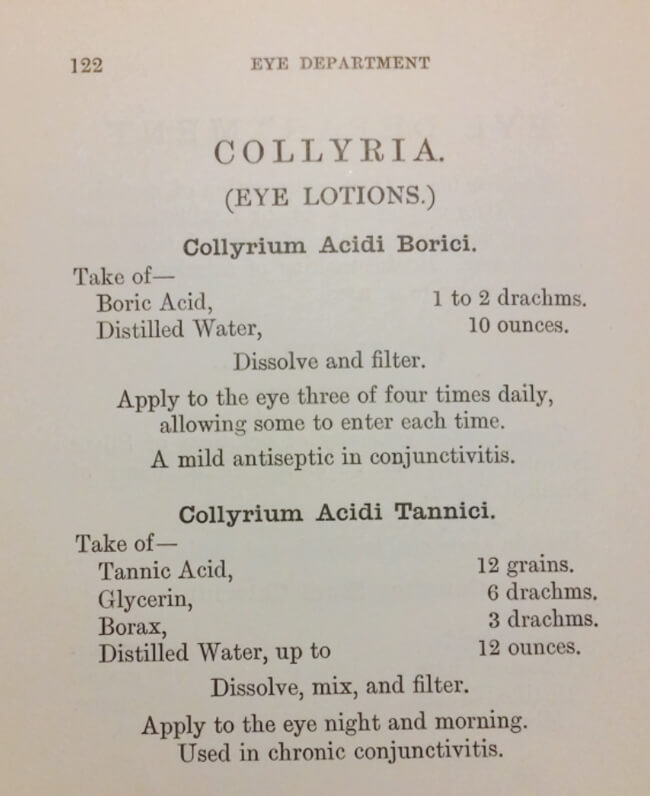 122 EYE DEPARTMENT
COLLYRIA.
(EYE LOTIONS.)
Collyrium Acidi Borici.
Take of—
Boric Acid, 1 to 2 drachms.
Distilled Water, 10 ounces.
Dissolve and filter.
Apply to the eye three of four times daily,
allowing some to enter each time.
A mild antiseptic in conjunctivitis.
Collyrium Acidi Tannici.
Take of—
Tannic Acid, 12 grains.
Glycerin, 6 drachms.
Borax, 3 drachms.
Distilled Water, up to 12 ounces.
Dissolve, mix, and filter.
Apply to the eye night and morning.
Used in chronic conjunctivitis.